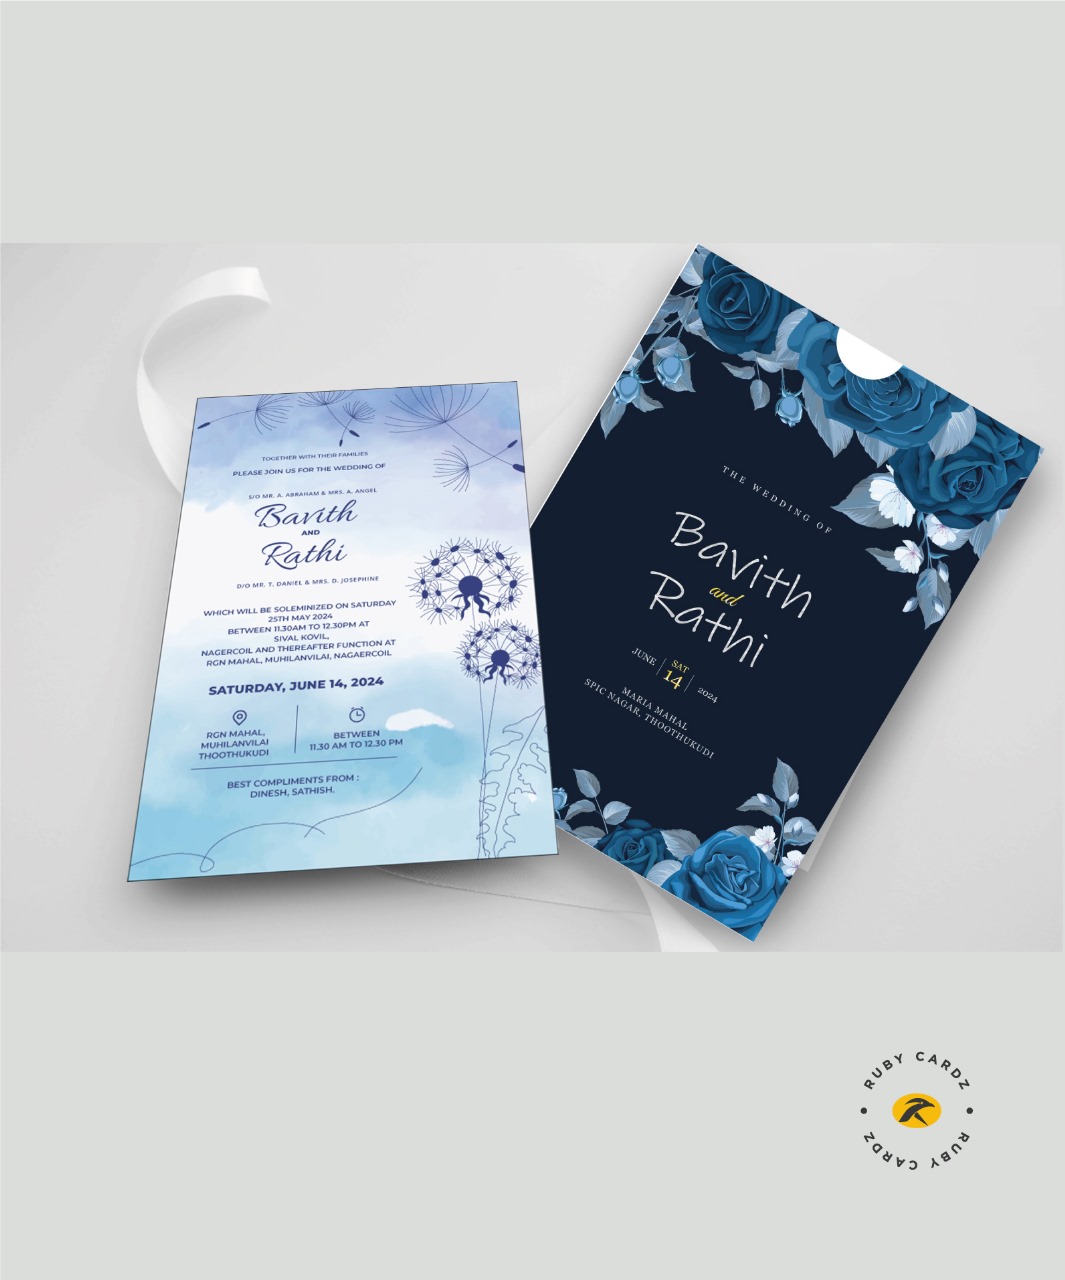 TOGETHER WITH THEIR FAMILIES
PLEASE JOIN US FOR THE WEDDING OF
S/O MR. A. ABRAHAM & MRS. A. ANGEL
Bavith
AND
Rathi
D/O MR. T. DANIEL & MRS. D. JOSEPHINE
WHICH WILL BE SOLEMINIZED ON SATURDAY
25TH MAY 2024
BETWEEN 11.30AM TO 12.30PM AT
SIVAL KOVIL,
NAGERCOIL AND THEREAFTER FUNCTION AT
RGN MAHAL, MUHILANVILAI, NAGAERCOIL
SATURDAY, JUNE 14, 2024
RGN MAHAL,
MUHILANVILAI
THOOTHUKUDI
BETWEEN
11.30 AM TO 12.30 PM
BEST COMPLIMENTS FROM :
DINESH, SATHISH.
THE WEDDING OF
Bavith
and
Rathi
JUNE SAT 14 2024
MARIA MAHAL
SPIC NAGAR, THOOTHUKUDI
RUBY CARDZ
RUBY CARDZ